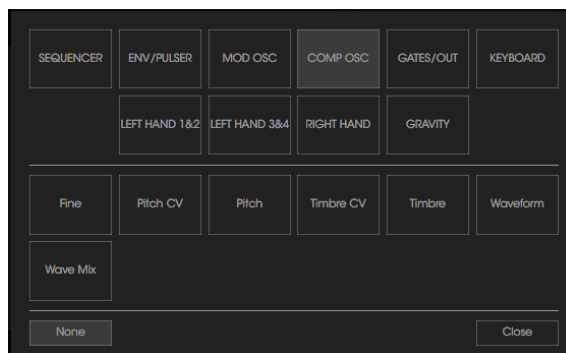 SEQUENCER ENV/PULSER MOD OSC COMP OSC GATES/OUT KEYBOARD
LEFT HAND 1&2 LEFT HAND 3&4 RIGHT HAND GRAVITY
Fine Pitch CV Pitch Timbre CV Timbre Waveform
Wave Mix
None Close